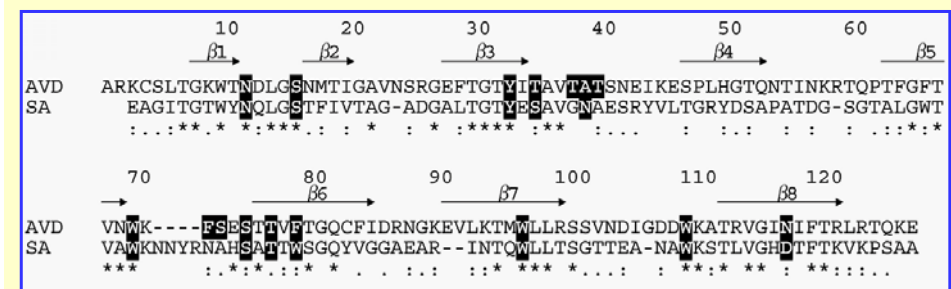 10 20 30 40 50 60
β1 β2 β3 β4 β5
AVD ARKCSLTGKWTNDLGSNMTIGAVNSRGEFTGTYITAVTATSNEIKESPLHGTQNTINKRTQPTFGFT
SA EAGITGTWYNQLGSTFIVTAG-ADGALTGTYESAVGNAESRYVLTGRYDSAPATDG-SGTALGWT
:..:**.* *:*** : : * * :**** :** :... : :.: : : .::*:*
70 80 90 100 110 120
β6 β7 β8
AVD VNWK----FSESTTVFTGQCFIDRNGKEVLKTMWLLRSSVNDIGDDWKATRVGINIFTRLRTQKE
SA VAWKNNNYRNAHSATTWSGQYVGGAEAR--INTQWLLTSGTTEA-NAWKSTLVGHDTFTKVKPSAA
*** :.*:*.::* * . : :. ::* *** *..: : **:* ** : **::: ..